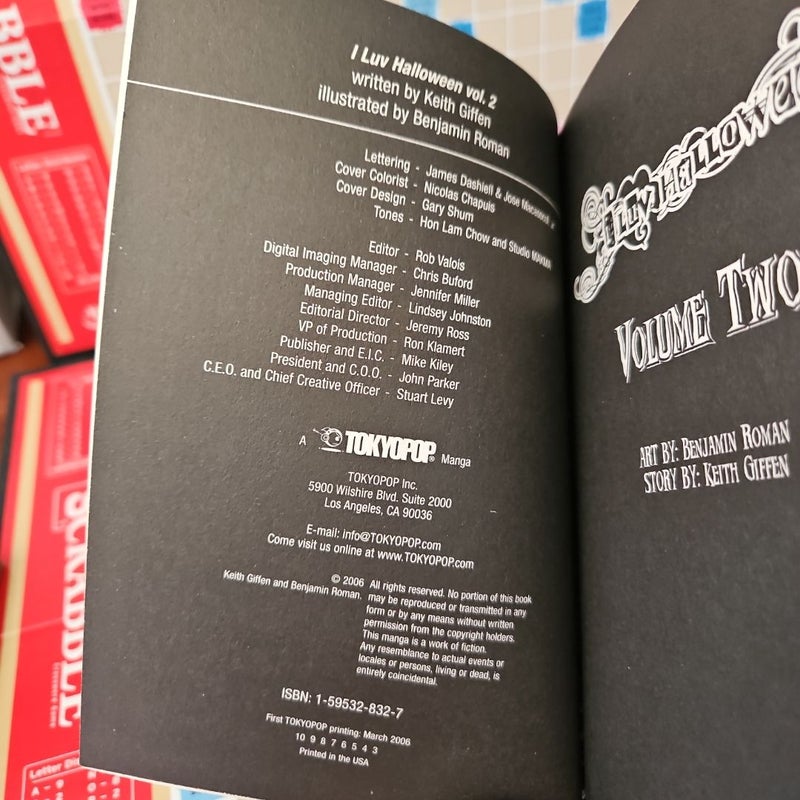 I Luv Halloween vol. 2
written by Keith Giffen
illustrated by Benjamin Roman
Lettering - James Dashiell & Jose
Cover Colorist - Nicolas Chapuis
Cover Design - Gary Shum
Tones - Hon Lam Chow and Studio
Editor - Rob Valois
Digital Imaging Manager - Chris Buford
Production Manager - Jennifer Miller
Managing Editor - Lindsey Johnston
Editorial Director - Jeremy Ross
VP of Production - Ron Klamert
Publisher and E.I.C. - Mike Kiley
President and C.O.O. - John Parker
C.E.O. and Chief Creative Officer - Stuart Levy
A TOKYOPOP® Manga
TOKYOPOP Inc.
5900 Wilshire Blvd. Suite 2000
Los Angeles, CA 90036
E-mail: info@TOKYOPOP.com
Come visit us online at www.TOKYOPOP.com
© 2006 All rights reserved. No portion of this book
Keith Giffen and Benjamin Roman. may be reproduced or transmitted in any
form or by any means without written
permission from the copyright holders.
This manga is a work of fiction.
Any resemblance to actual events or
locales or persons, living or dead, is
entirely coincidental.
ISBN: 1-59532-832-7
First TOKYOPOP printing: March 2006
10 9 8 7 6 5 4 3
Printed in the USA
I Luv Halloween
Volume Two
Art by: Benjamin Roman
Story by: Keith Giffen
BBLE
SCRABBLE